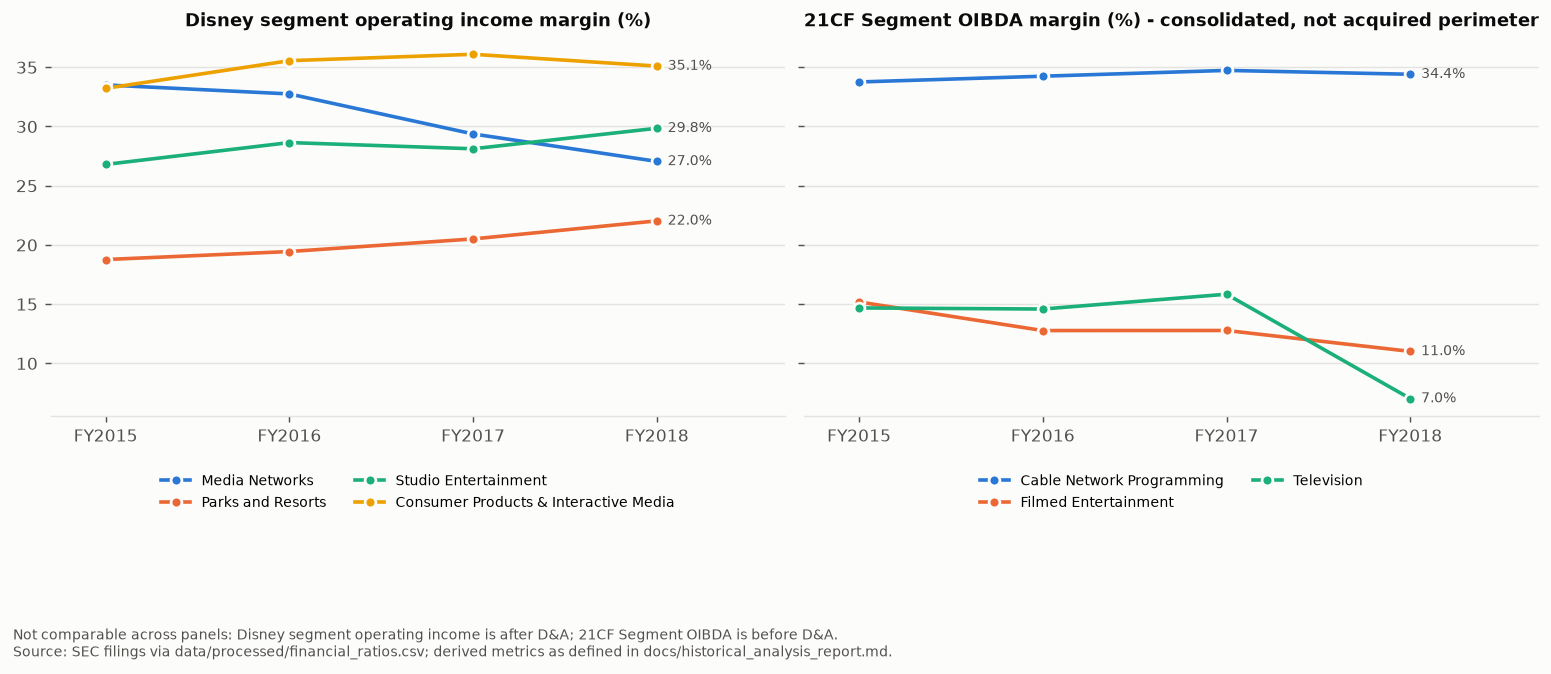 Disney segment operating income margin (%)
35
30
25
20
15
10
35.1%
29.8%
27.0%
22.0%
FY2015
FY2016
FY2017
FY2018
Media Networks
Parks and Resorts
Studio Entertainment
Consumer Products & Interactive Media
21CF Segment OIBDA margin (%) - consolidated, not acquired perimeter
34.4%
11.0%
7.0%
FY2015
FY2016
FY2017
FY2018
Cable Network Programming
Filmed Entertainment
Television
Not comparable across panels: Disney segment operating income is after D&A; 21CF Segment OIBDA is before D&A.
Source: SEC filings via data/processed/financial_ratios.csv; derived metrics as defined in docs/historical_analysis_report.md.